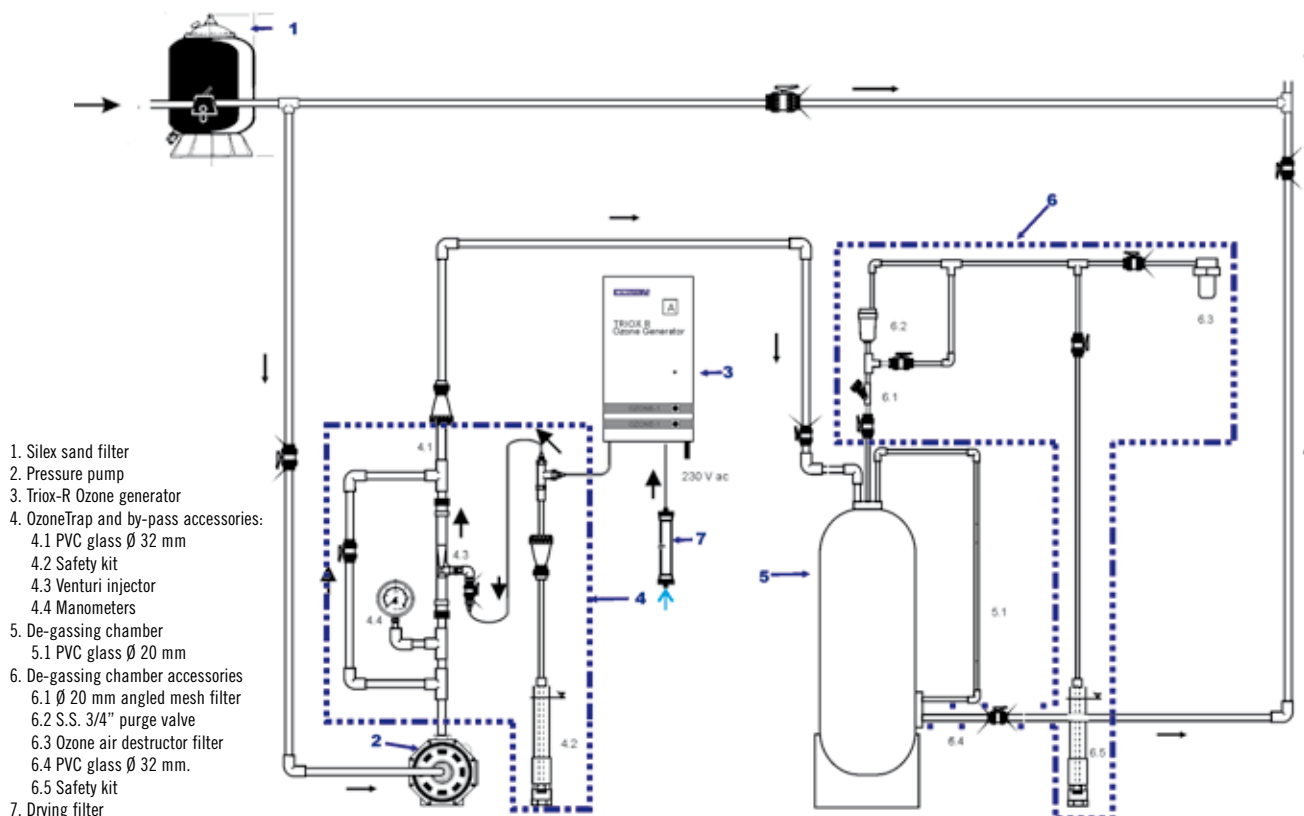 1
6
TRIOX R
Ozone Generator
A
3
6.2
6.3
6.1
4.1
230 V ac
4.3
7
5
4
5.1
4.4
2
4.2
6.4
6.5
1. Silex sand filter
2. Pressure pump
3. Triox-R Ozone generator
4. OzoneTrap and by-pass accessories:
4.1 PVC glass Ø 32 mm
4.2 Safety kit
4.3 Venturi injector
4.4 Manometers
5. De-gassing chamber
5.1 PVC glass Ø 20 mm
6. De-gassing chamber accessories
6.1 Ø 20 mm angled mesh filter
6.2 S.S. 3/4” purge valve
6.3 Ozone air destructor filter
6.4 PVC glass Ø 32 mm.
6.5 Safety kit
7. Drying filter